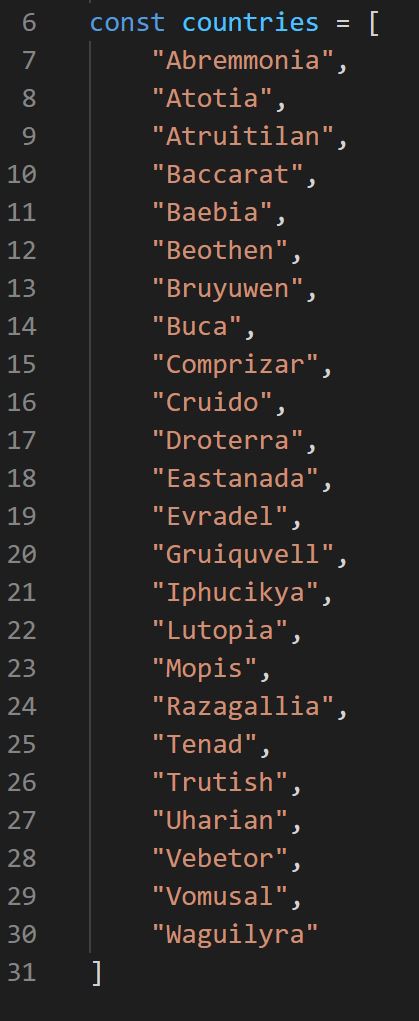 6 const countries = [
7 "Abremmonia",
8 "Atotia",
9 "Atruitilan",
10 "Baccarat",
11 "Baebia",
12 "Beothen",
13 "Bruyuwen",
14 "Buca",
15 "Comprizar",
16 "Cruido",
17 "Droterra",
18 "Eastanada",
19 "Evradel",
20 "Gruiquvell",
21 "Iphucikya",
22 "Lutopia",
23 "Mopis",
24 "Razagallia",
25 "Tenad",
26 "Trutish",
27 "Uharian",
28 "Vebetor",
29 "Vomusal",
30 "Waguilyra"
31 ]